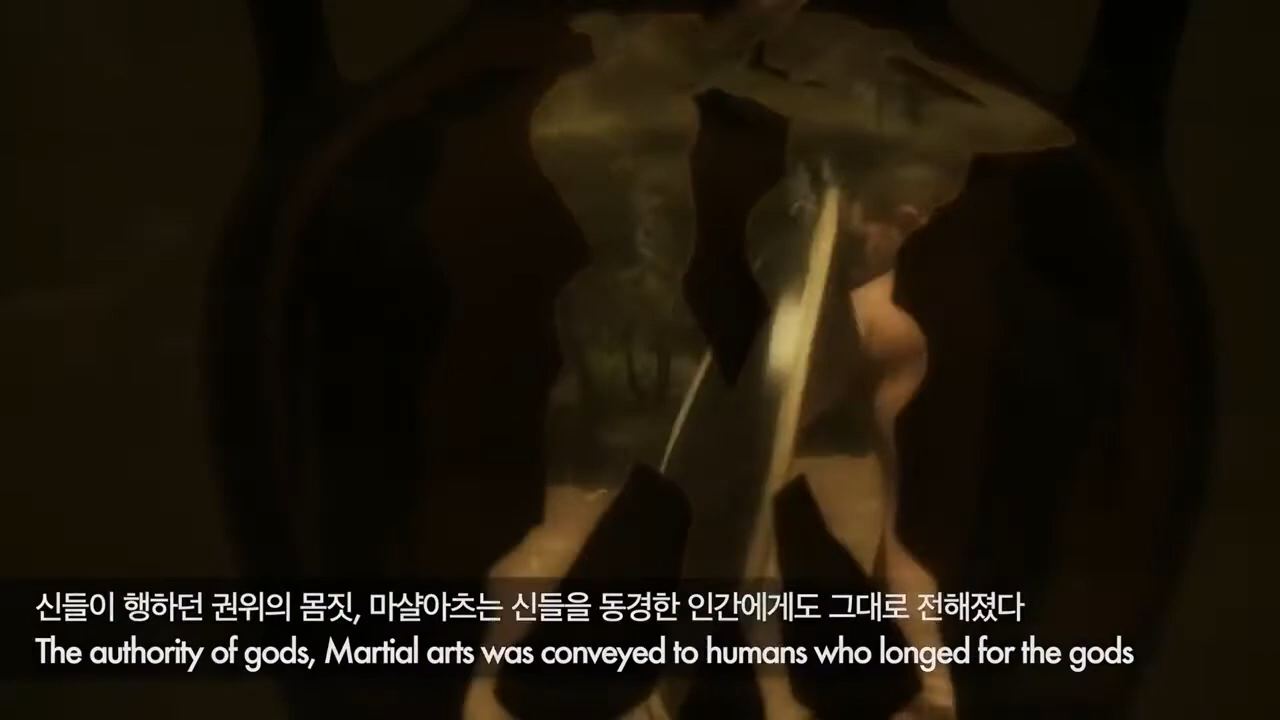 신들이 행하던 권위의 몸짓, 마샬아츠는 신들을 동경한 인간에게도 그대로 전해졌다
The authority of gods, Martial arts was conveyed to humans who longed for the gods